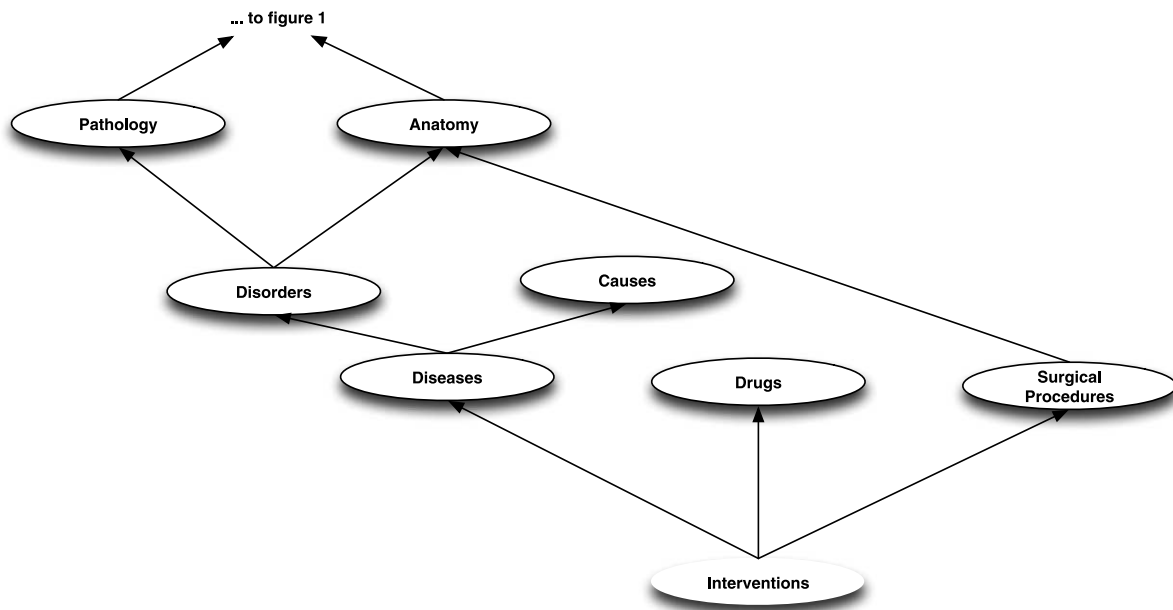 ... to figure 1
Pathology
Anatomy
Disorders
Causes
Diseases
Drugs
Surgical
Procedures
Interventions